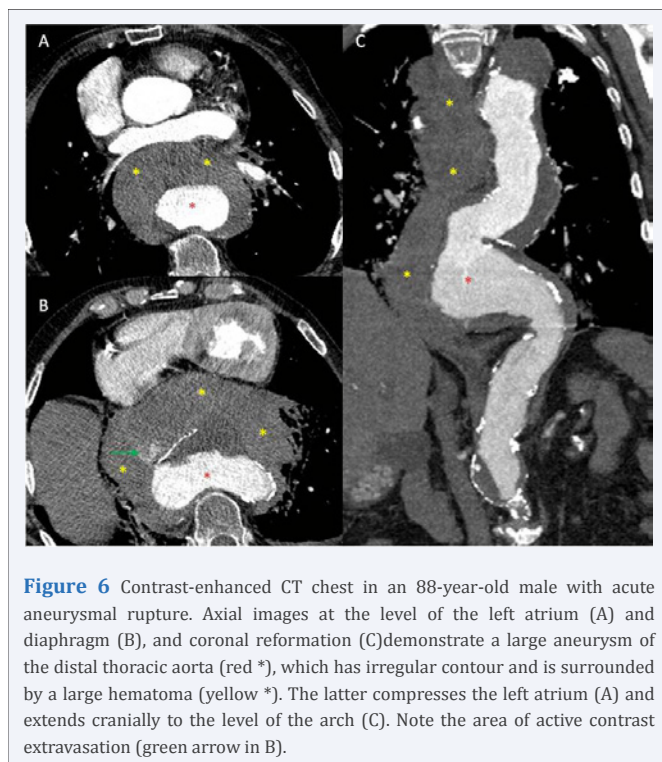 A
C
*
*
*
*
*
*
B
*
*
*
*
*
Figure 6 Contrast-enhanced CT chest in an 88-year-old male with acute
aneurysmal rupture. Axial images at the level of the left atrium (A) and
diaphragm (B), and coronal reformation (C)demonstrate a large aneurysm of
the distal thoracic aorta (red *), which has irregular contour and is surrounded
by a large hematoma (yellow *). The latter compresses the left atrium (A) and
extends cranially to the level of the arch (C). Note the area of active contrast
extravasation (green arrow in B).